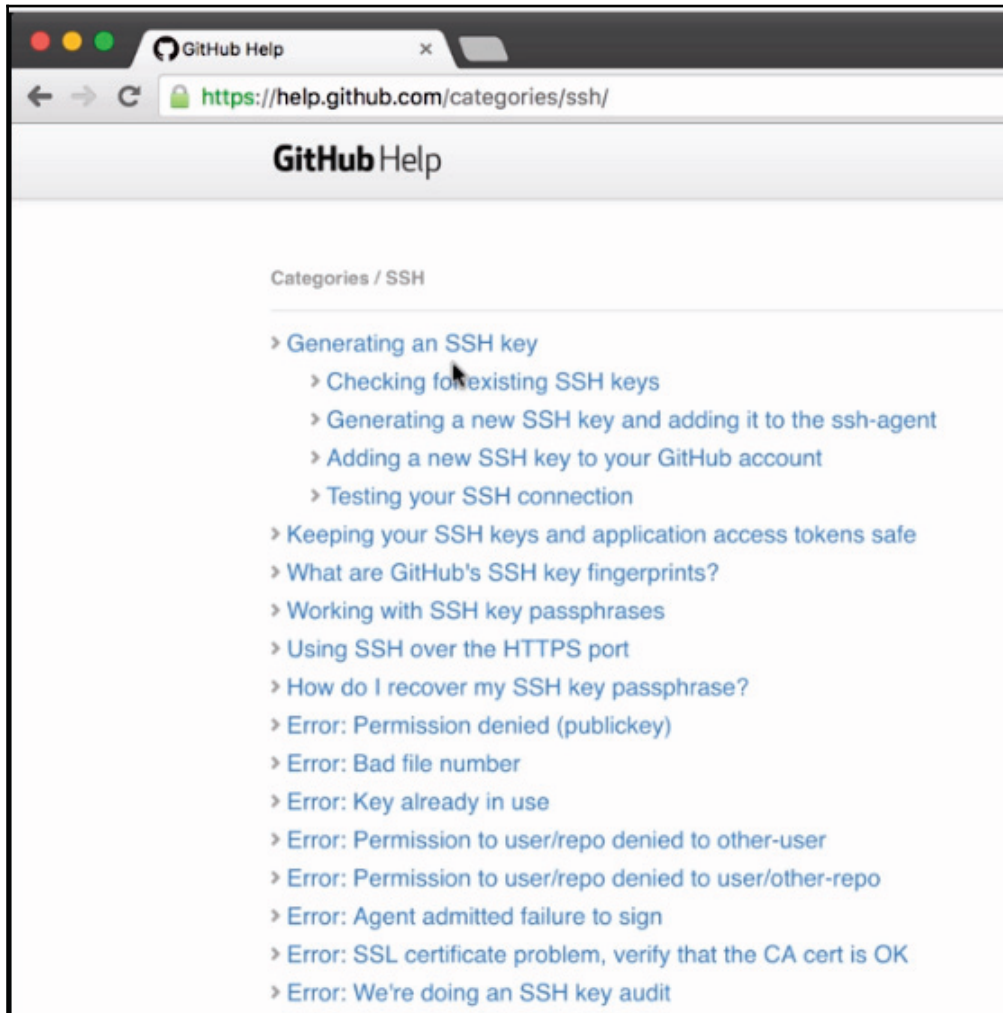 GitHub Help
https://help.github.com/categories/ssh/
GitHub Help
Categories / SSH
Generating an SSH key
Checking for existing SSH keys
Generating a new SSH key and adding it to the ssh-agent
Adding a new SSH key to your GitHub account
Testing your SSH connection
Keeping your SSH keys and application access tokens safe
What are GitHub's SSH key fingerprints?
Working with SSH key passphrases
Using SSH over the HTTPS port
How do I recover my SSH key passphrase?
Error: Permission denied (publickey)
Error: Bad file number
Error: Key already in use
Error: Permission to user/repo denied to other-user
Error: Permission to user/repo denied to user/other-repo
Error: Agent admitted failure to sign
Error: SSL certificate problem, verify that the CA cert is OK
Error: We're doing an SSH key audit